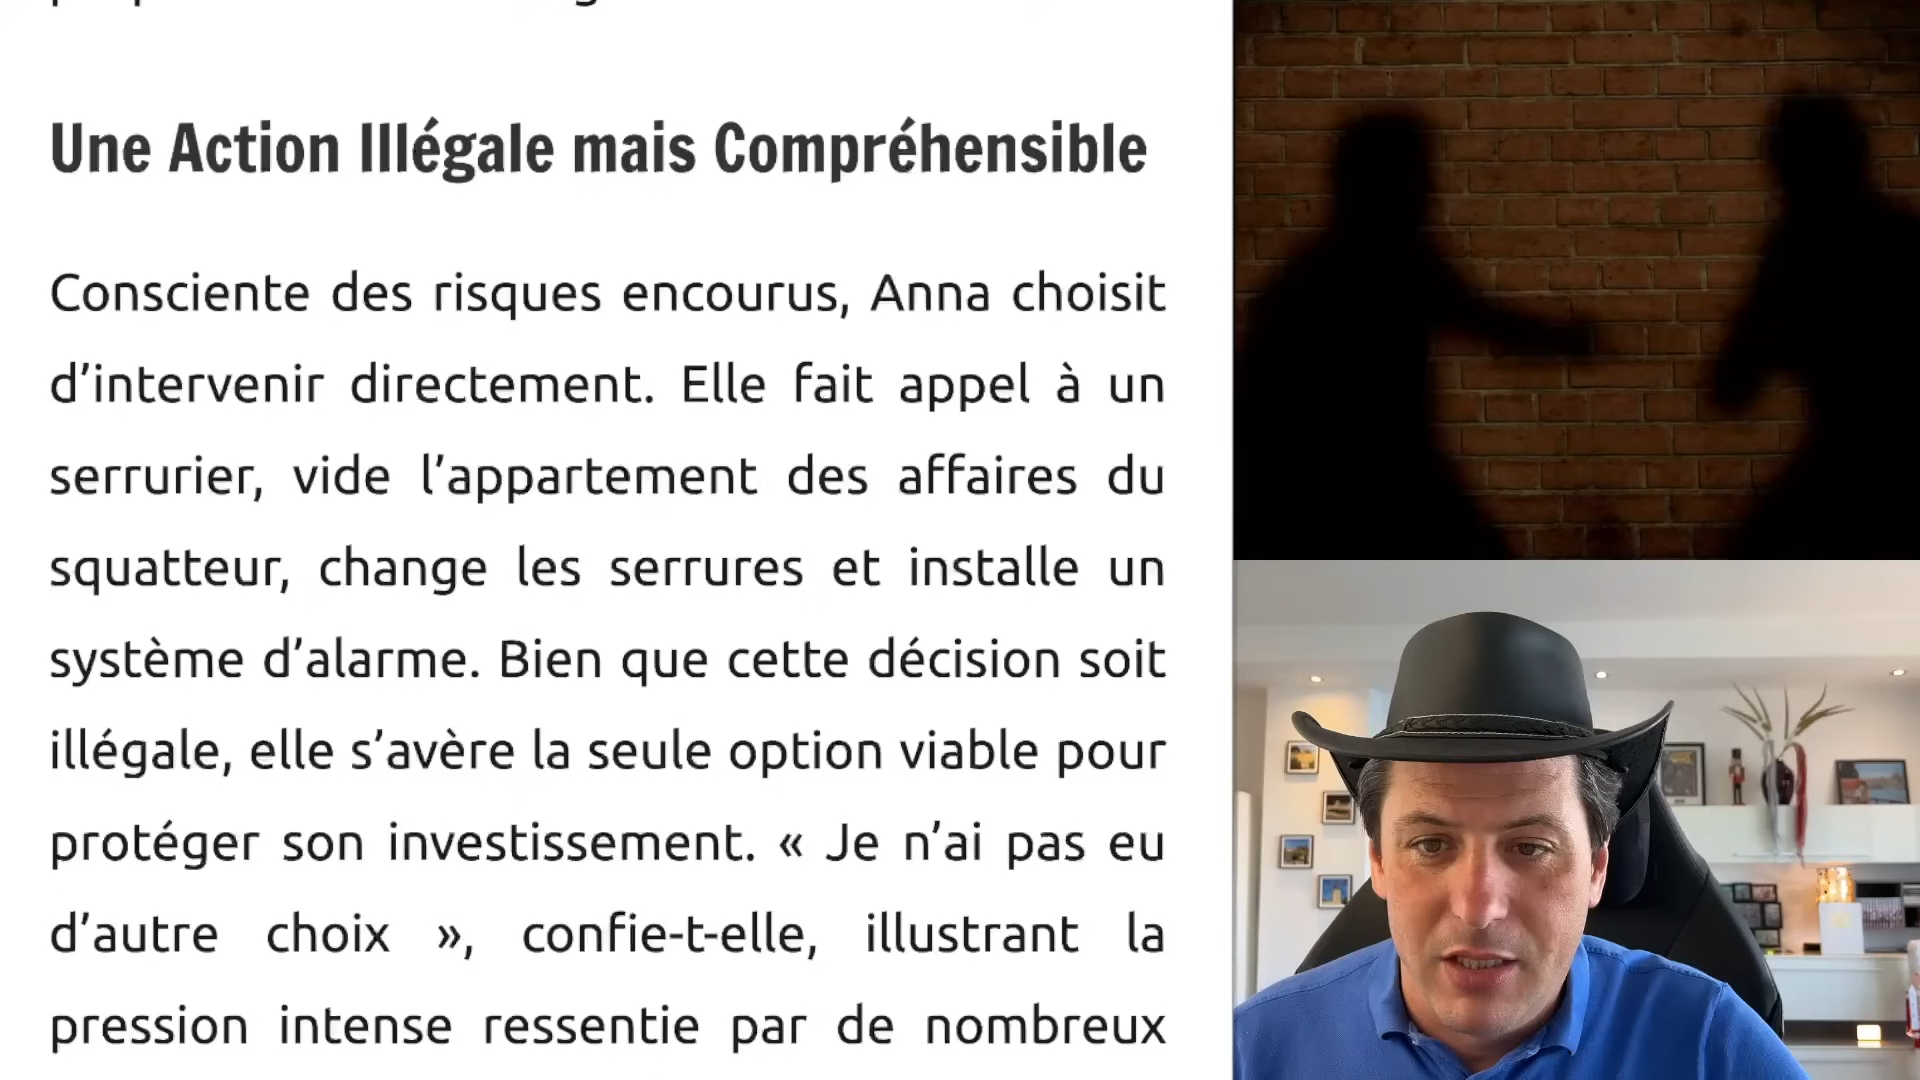 Une Action Illégale mais Compréhensible
Consciente des risques encourus, Anna choisit
d’intervenir directement. Elle fait appel à un
serrurier, vide l’appartement des affaires du
squatteur, change les serrures et installe un
système d’alarme. Bien que cette décision soit
illégale, elle s’avère la seule option viable pour
protéger son investissement. « Je n’ai pas eu
d’autre choix », confie-t-elle, illustrant la
pression intense ressentie par de nombreux